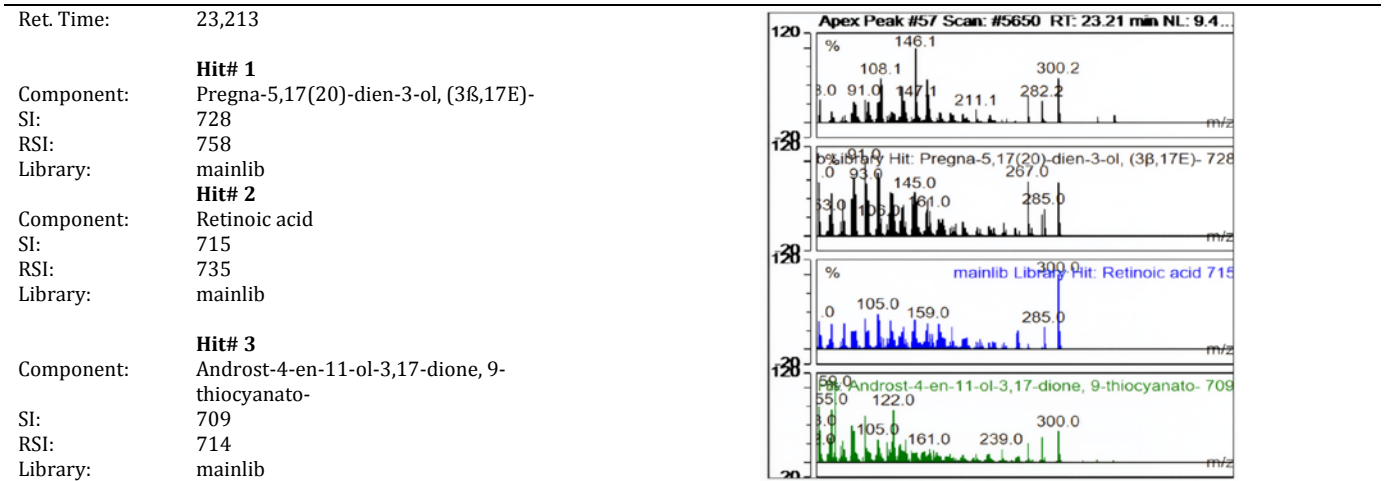 Ret. Time: 23,213
Hit# 1
Component: Pregna-5,17(20)-dien-3-ol, (3ß,17E)-
SI: 728
RSI: 758
Library: mainlib
Hit# 2
Component: Retinoic acid
SI: 715
RSI: 735
Library: mainlib
Hit# 3
Component: Androst-4-en-11-ol-3,17-dione, 9-
thiocyanato-
SI: 709
RSI: 714
Library: mainlib
Apex Peak #57 Scan: #5650 RT: 23.21 min NL: 9.4...
120
%
146.1
108.1
300.2
91.0
147.1
282.2
211.1
m/z
120
%
Library Hit: Pregna-5,17(20)-dien-3-ol, (3β,17E)- 728
91.0
93.0
267.0
145.0
285.0
161.0
m/z
120
%
mainlib Library Hit: Retinoic acid 715
300.0
105.0
159.0
285.0
m/z
120
Androst-4-en-11-ol-3,17-dione, 9-thiocyanato- 709
122.0
105.0
161.0
239.0
300.0
m/z